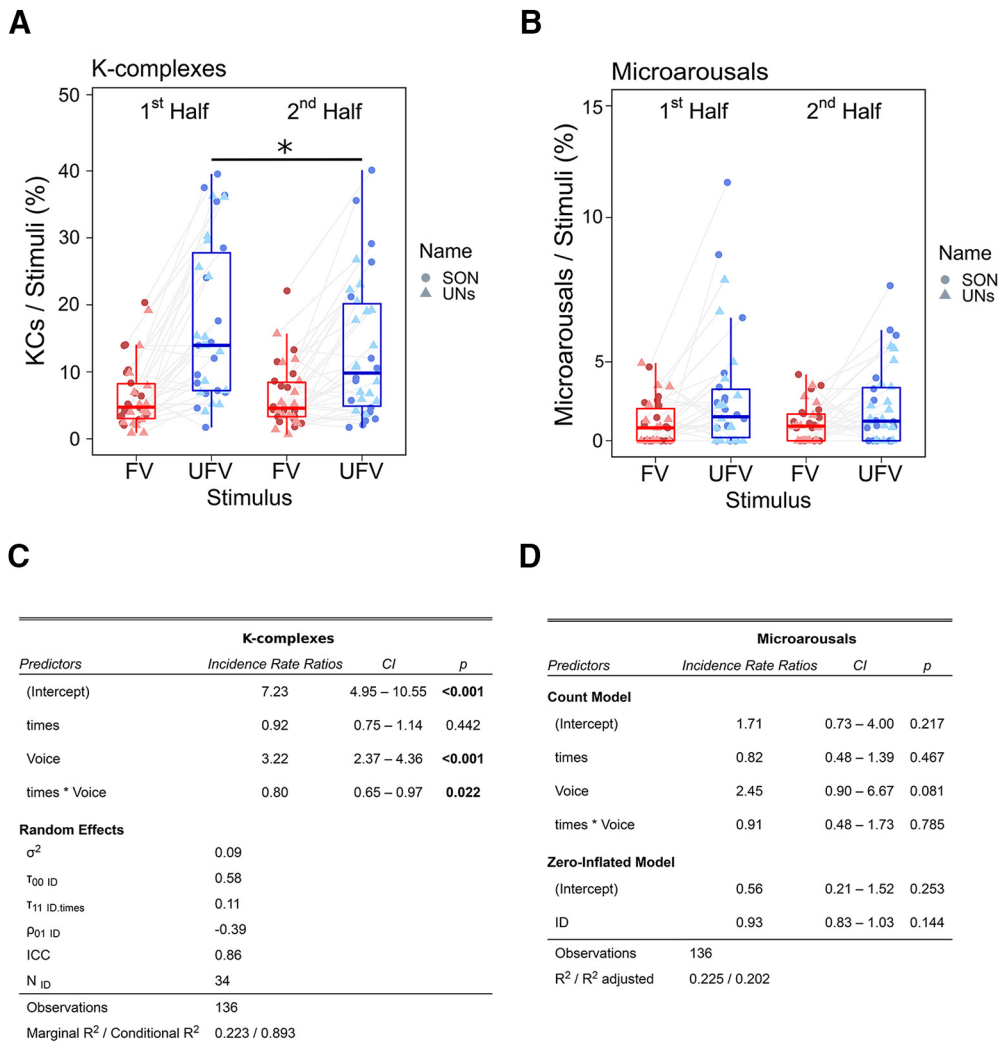 A
K-complexes
1st Half 2nd Half
KCs / Stimuli (%)
50
40
30
20
10
0
*
FV UFV FV UFV
Stimulus
Name
SON
UNs
B
Microarousals
1st Half 2nd Half
Microarousals / Stimuli (%)
15
10
5
0
FV UFV FV UFV
Stimulus
Name
SON
UNs
C
K-complexes
Predictors Incidence Rate Ratios CI p
(Intercept) 7.23 4.95 – 10.55 <0.001
times 0.92 0.75 – 1.14 0.442
Voice 3.22 2.37 – 4.36 <0.001
times * Voice 0.80 0.65 – 0.97 0.022
Random Effects
σ2 0.09
τ00 ID 0.58
τ11 ID.times 0.11
ρ01 ID -0.39
ICC 0.86
N ID 34
Observations 136
Marginal R2 / Conditional R2 0.223 / 0.893
D
Microarousals
Predictors Incidence Rate Ratios CI p
Count Model
(Intercept) 1.71 0.73 – 4.00 0.217
times 0.82 0.48 – 1.39 0.467
Voice 2.45 0.90 – 6.67 0.081
times * Voice 0.91 0.48 – 1.73 0.785
Zero-Inflated Model
(Intercept) 0.56 0.21 – 1.52 0.253
ID 0.93 0.83 – 1.03 0.144
Observations 136
R2 / R2 adjusted 0.225 / 0.202